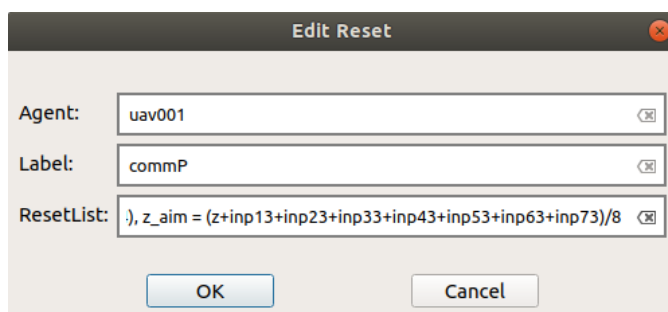 Edit Reset
Agent: uav001
Label: commP
ResetList: ), z_aim = (z+inp13+inp23+inp33+inp43+inp53+inp63+inp73)/8
OK Cancel